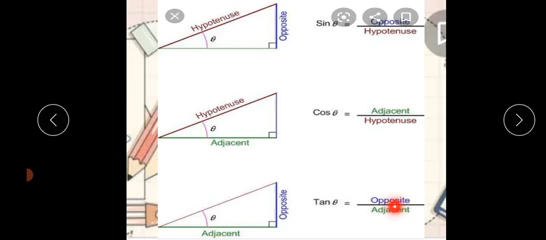 Hypotenuse
Opposite
θ
Sin θ = Opposite
Hypotenuse
Hypotenuse
θ
Adjacent
Cos θ = Adjacent
Hypotenuse
Opposite
θ
Adjacent
Tan θ = Opposite
Adjacent